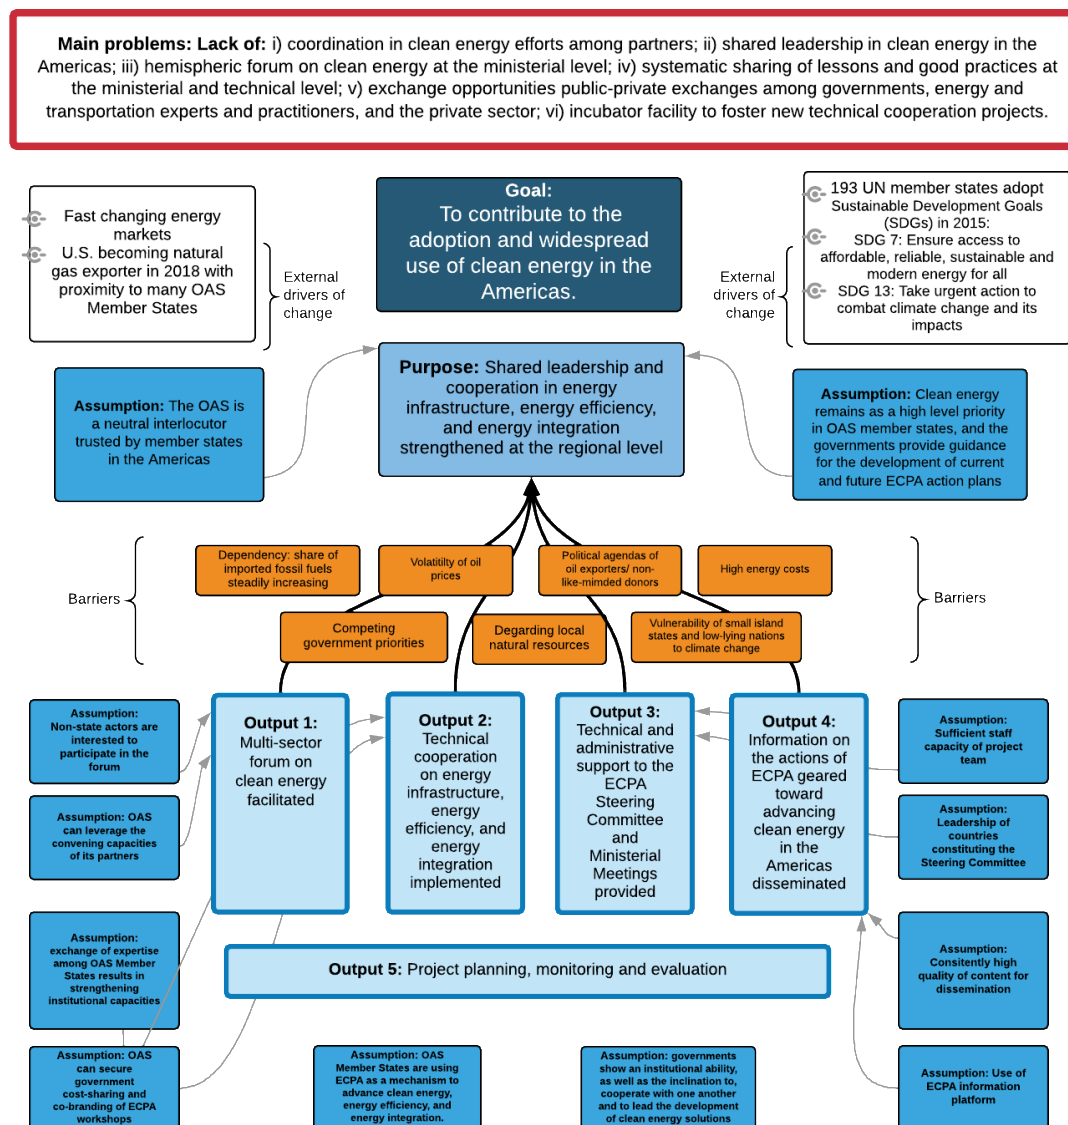 Main problems: Lack of: i) coordination in clean energy efforts among partners; ii) shared leadership in clean energy in the
Americas; iii) hemispheric forum on clean energy at the ministerial level; iv) systematic sharing of lessons and good practices at
the ministerial and technical level; v) exchange opportunities public-private exchanges among governments, energy and
transportation experts and practitioners, and the private sector; vi) incubator facility to foster new technical cooperation projects.
Fast changing energy
markets
U.S. becoming natural
gas exporter in 2018 with
proximity to many OAS
Member States
External
drivers of
change
Goal:
To contribute to the
adoption and widespread
use of clean energy in the
Americas.
External
drivers of
change
193 UN member states adopt
Sustainable Development Goals
(SDGs) in 2015:
SDG 7: Ensure access to
affordable, reliable, sustainable and
modern energy for all
SDG 13: Take urgent action to
combat climate change and its
impacts
Assumption: The OAS is
a neutral interlocutor
trusted by member states
in the Americas
Purpose: Shared leadership and
cooperation in energy
infrastructure, energy efficiency,
and energy integration
strengthened at the regional level
Assumption: Clean energy
remains as a high level priority
in OAS member states, and the
governments provide guidance
for the development of current
and future ECPA action plans
Barriers
Dependency: share of
imported fossil fuels
steadily increasing
Volatitlty of oil
prices
Political agendas of
oil exporters/ non-
like-mimded donors
High energy costs
Barriers
Competing
government priorities
Degarding local
natural resources
Vulnerability of small island
states and low-lying nations
to climate change
Assumption:
Non-state actors are
interested to
participate in the
forum
Assumption: OAS
can leverage the
convening capacities
of its partners
Output 1:
Multi-sector
forum on
clean energy
facilitated
Output 2:
Technical
cooperation
on energy
infrastructure,
energy
efficiency, and
energy
integration
implemented
Output 3:
Technical and
administrative
support to the
ECPA
Steering
Committee
and
Ministerial
Meetings
provided
Output 4:
Information on
the actions of
ECPA geared
toward
advancing
clean energy
in the
Americas
disseminated
Assumption:
Sufficient staff
capacity of project
team
Assumption:
Leadership of
countries
constituting the
Steering Committee
Assumption:
exchange of expertise
among OAS Member
States results in
strengthening
institutional capacities
Output 5: Project planning, monitoring and evaluation
Assumption:
Consitently high
quality of content for
dissemination
Assumption: OAS
can secure
government
cost-sharing and
co-branding of ECPA
workshops
Assumption: OAS
Member States are using
ECPA as a mechanism to
advance clean energy,
energy efficiency, and
energy integration.
Assumption: governments
show an institutional ability,
as well as the inclination to,
cooperate with one another
and to lead the development
of clean energy solutions
Assumption: Use of
ECPA information
platform